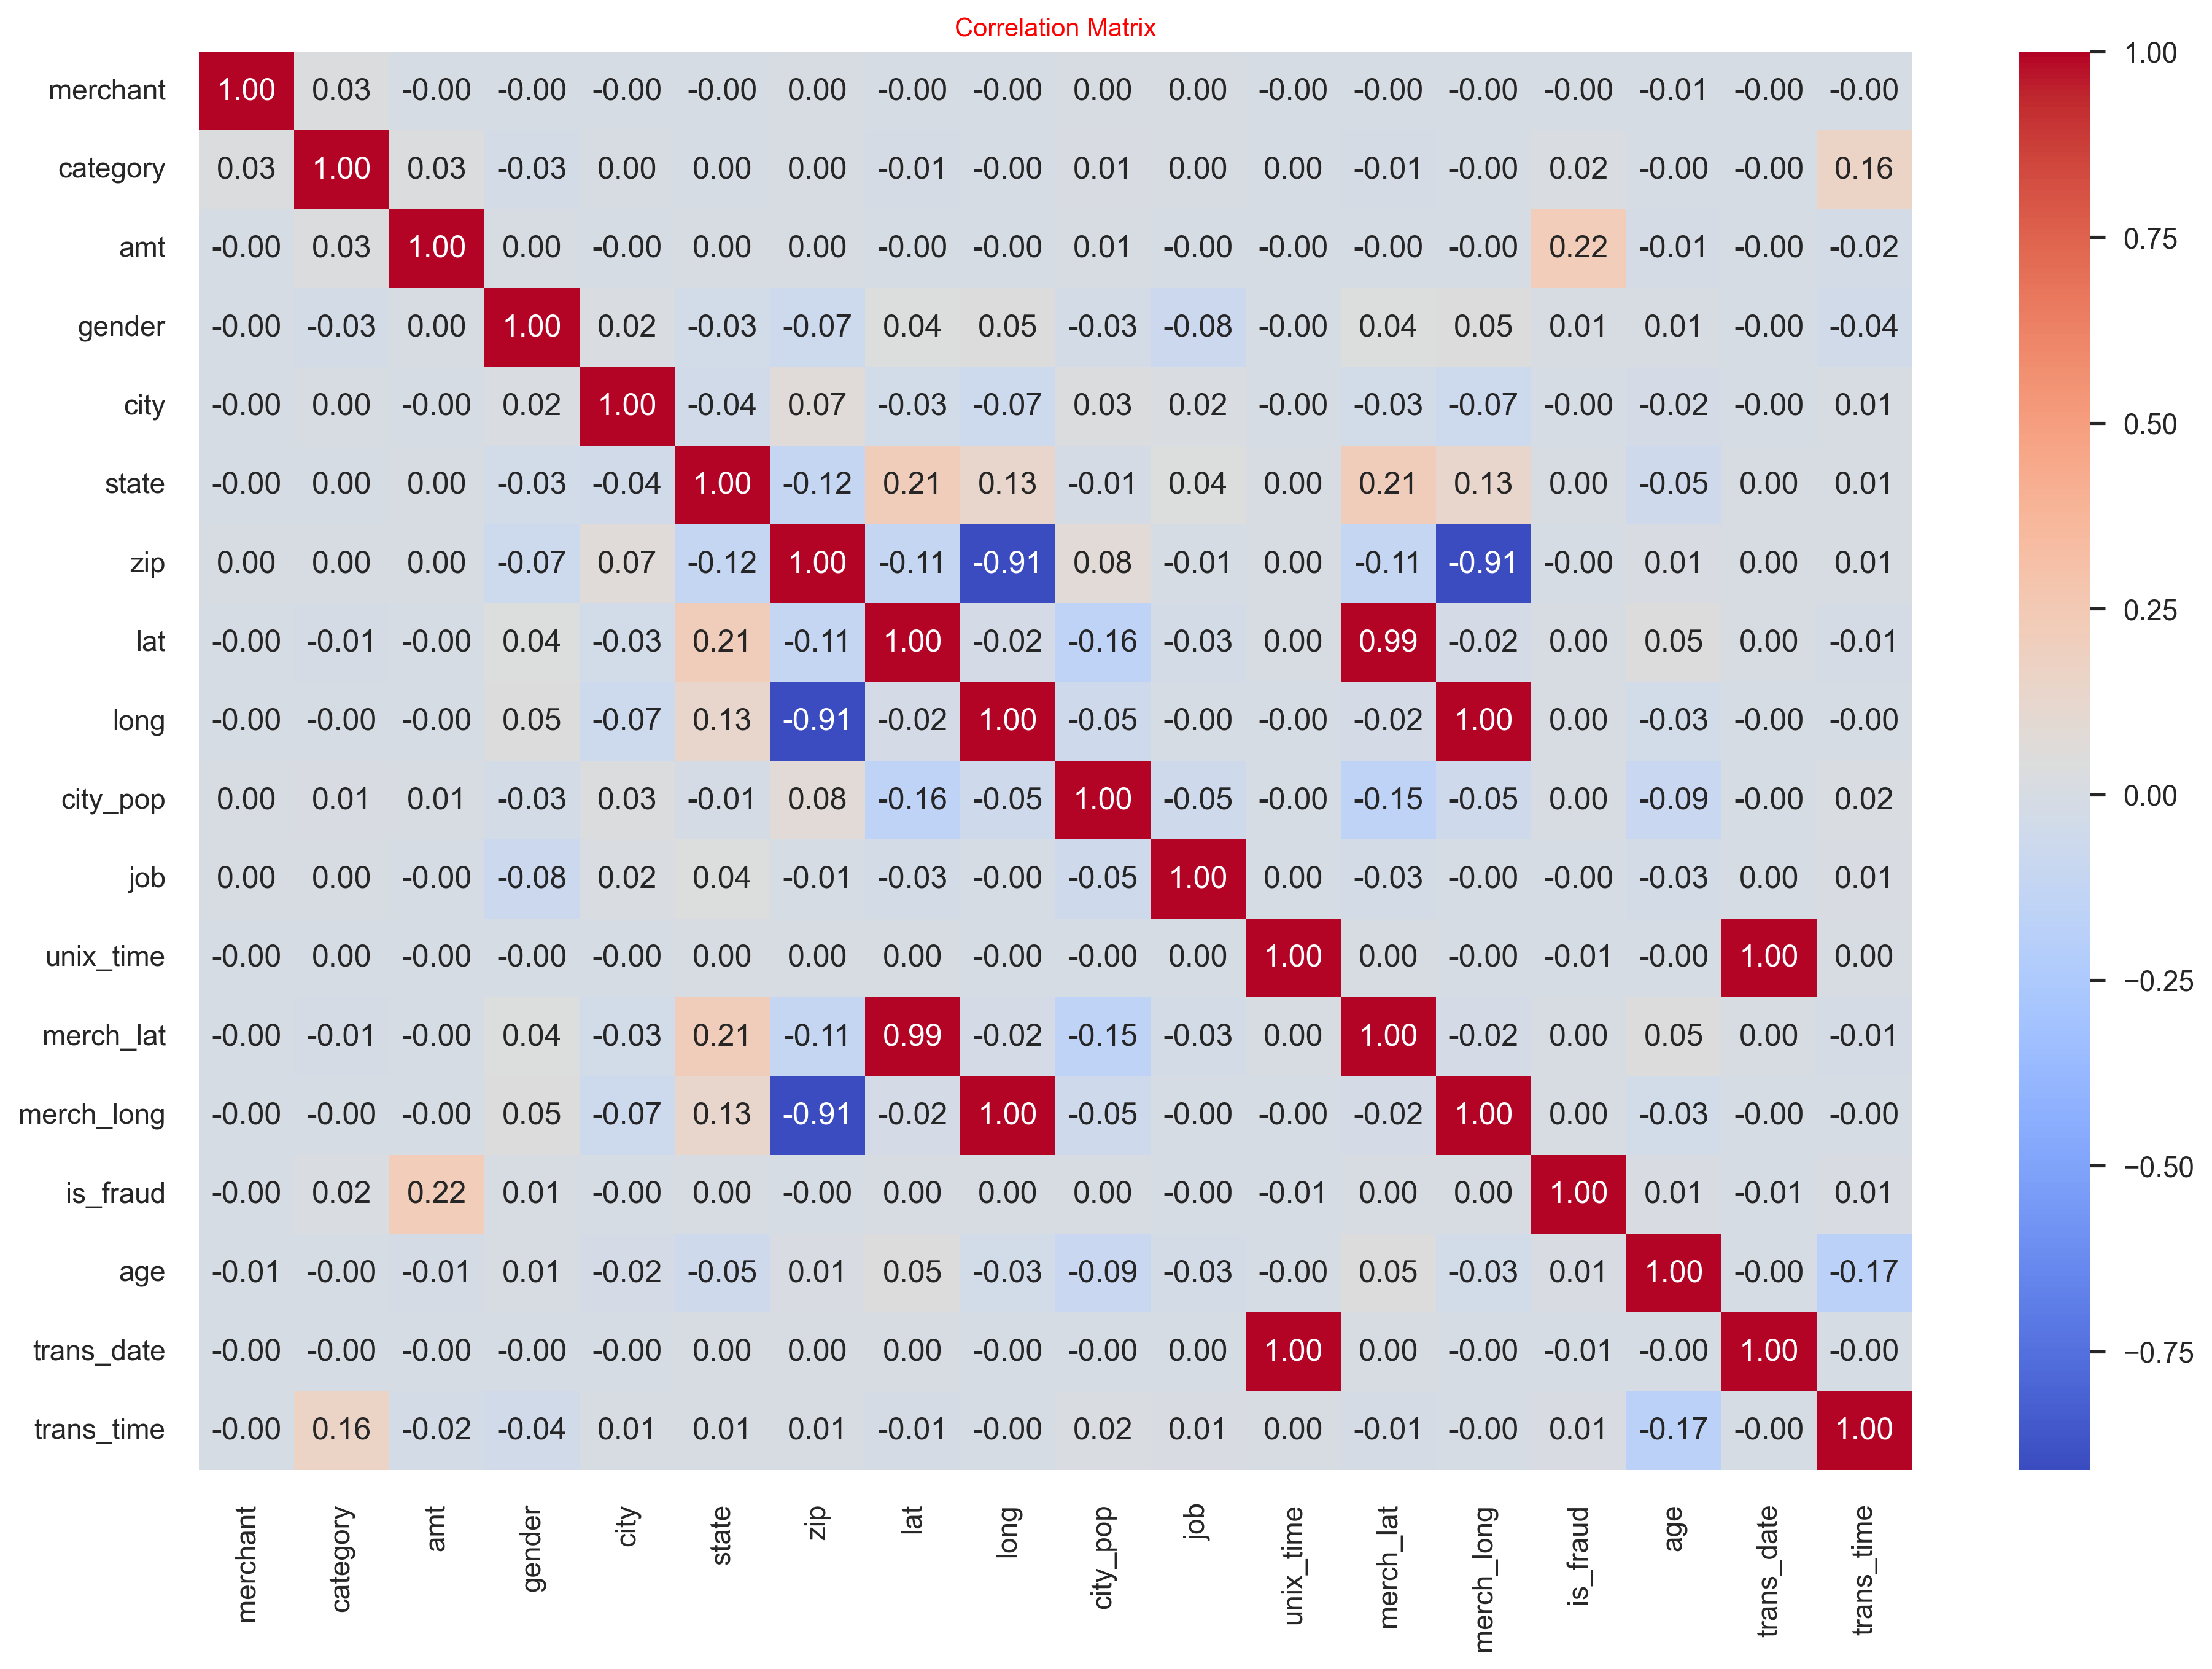 Correlation Matrix
merchant 1.00 0.03 -0.00 -0.00 -0.00 -0.00 0.00 -0.00 -0.00 0.00 0.00 -0.00 -0.00 -0.00 -0.00 -0.01 -0.00 -0.00
category 0.03 1.00 0.03 -0.03 0.00 0.00 0.00 -0.01 -0.00 0.01 0.00 0.00 -0.01 -0.00 0.02 -0.00 -0.00 0.16
amt -0.00 0.03 1.00 0.00 -0.00 0.00 0.00 -0.00 -0.00 0.01 -0.00 -0.00 -0.00 -0.00 0.22 -0.01 -0.00 -0.02
gender -0.00 -0.03 0.00 1.00 0.02 -0.03 -0.07 0.04 0.05 -0.03 -0.08 -0.00 0.04 0.05 0.01 0.01 -0.00 -0.04
city -0.00 0.00 -0.00 0.02 1.00 -0.04 0.07 -0.03 -0.07 0.03 0.02 -0.00 -0.03 -0.07 -0.00 -0.02 -0.00 0.01
state -0.00 0.00 0.00 -0.03 -0.04 1.00 -0.12 0.21 0.13 -0.01 0.04 0.00 0.21 0.13 0.00 -0.05 0.00 0.01
zip 0.00 0.00 0.00 -0.07 0.07 -0.12 1.00 -0.11 -0.91 0.08 -0.01 0.00 -0.11 -0.91 -0.00 0.01 0.00 0.01
lat -0.00 -0.01 -0.00 0.04 -0.03 0.21 -0.11 1.00 -0.02 -0.16 -0.03 0.00 0.99 -0.02 0.00 0.05 0.00 -0.01
long -0.00 -0.00 -0.00 0.05 -0.07 0.13 -0.91 -0.02 1.00 -0.05 -0.00 -0.00 -0.02 1.00 0.00 -0.03 -0.00 -0.00
city_pop 0.00 0.01 0.01 -0.03 0.03 -0.01 0.08 -0.16 -0.05 1.00 -0.05 -0.00 -0.15 -0.05 0.00 -0.09 -0.00 0.02
job 0.00 0.00 -0.00 -0.08 0.02 0.04 -0.01 -0.03 -0.00 -0.05 1.00 0.00 -0.03 -0.00 -0.00 -0.03 0.00 0.01
unix_time -0.00 0.00 -0.00 -0.00 -0.00 0.00 0.00 0.00 -0.00 -0.00 0.00 1.00 0.00 -0.00 -0.01 -0.00 1.00 0.00
merch_lat -0.00 -0.01 -0.00 0.04 -0.03 0.21 -0.11 0.99 -0.02 -0.15 -0.03 0.00 1.00 -0.02 0.00 0.05 0.00 -0.01
merch_long -0.00 -0.00 -0.00 0.05 -0.07 0.13 -0.91 -0.02 1.00 -0.05 -0.00 -0.00 -0.02 1.00 0.00 -0.03 -0.00 -0.00
is_fraud -0.00 0.02 0.22 0.01 -0.00 0.00 -0.00 0.00 0.00 0.00 -0.00 -0.01 0.00 0.00 1.00 0.01 -0.01 0.01
age -0.01 -0.00 -0.01 0.01 -0.02 -0.05 0.01 0.05 -0.03 -0.09 -0.03 -0.00 0.05 -0.03 0.01 1.00 -0.00 -0.17
trans_date -0.00 -0.00 -0.00 -0.00 -0.00 0.00 0.00 0.00 -0.00 -0.00 0.00 1.00 0.00 -0.00 -0.01 -0.00 1.00 -0.00
trans_time -0.00 0.16 -0.02 -0.04 0.01 0.01 0.01 -0.01 -0.00 0.02 0.01 0.00 -0.01 -0.00 0.01 -0.17 -0.00 1.00
merchant category amt gender city state zip lat long city_pop job unix_time merch_lat merch_long is_fraud age trans_date trans_time
1.00
0.75
0.50
0.25
0.00
−0.25
−0.50
−0.75